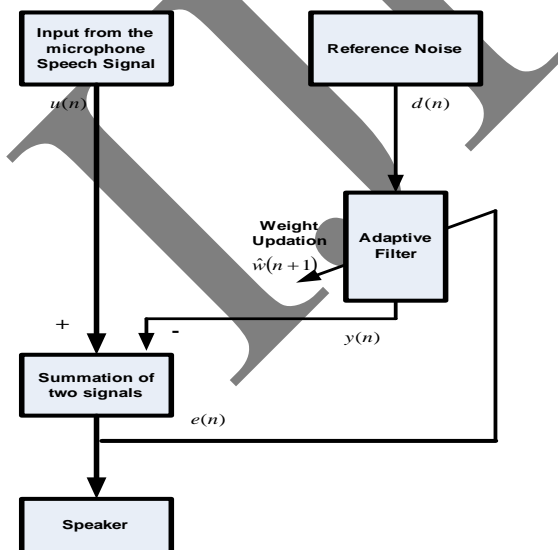 Input from the
microphone
Speech Signal
Reference Noise
u(n)
d(n)
Weight
Updation
ŵ(n+1)
Adaptive
Filter
+
-
y(n)
Summation of
two signals
e(n)
Speaker